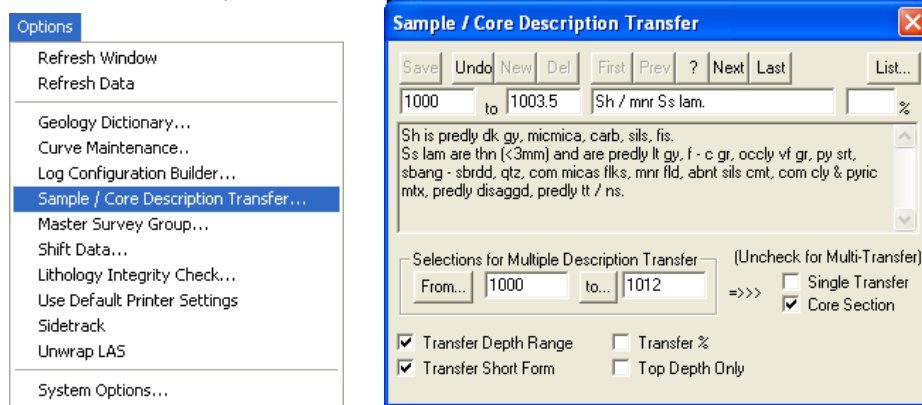 Options
Refresh Window
Refresh Data
Geology Dictionary...
Curve Maintenance..
Log Configuration Builder...
Sample / Core Description Transfer...
Master Survey Group...
Shift Data...
Lithology Integrity Check...
Use Default Printer Settings
Sidetrack
Unwrap LAS
System Options...
Sample / Core Description Transfer
Save Undo New Del First Prev ? Next Last List...
1000 to 1003.5 Sh / mnr Ss lam. %
Sh is predly dk gy, micmica, carb, sils, fis.
Ss lam are thn (<3mm) and are predly lt gy, f - c gr, occly vf gr, py srt,
sbang - sbrdd, qtz, com micas flks, mnr fld, abnt sils cmt, com cly & pyric
mtx, predly disaggd, predly tt / ns.
Selections for Multiple Description Transfer (Uncheck for Multi-Transfer)
From... 1000 to... 1012 =>>> Single Transfer
Core Section
Transfer Depth Range Transfer %
Transfer Short Form Top Depth Only